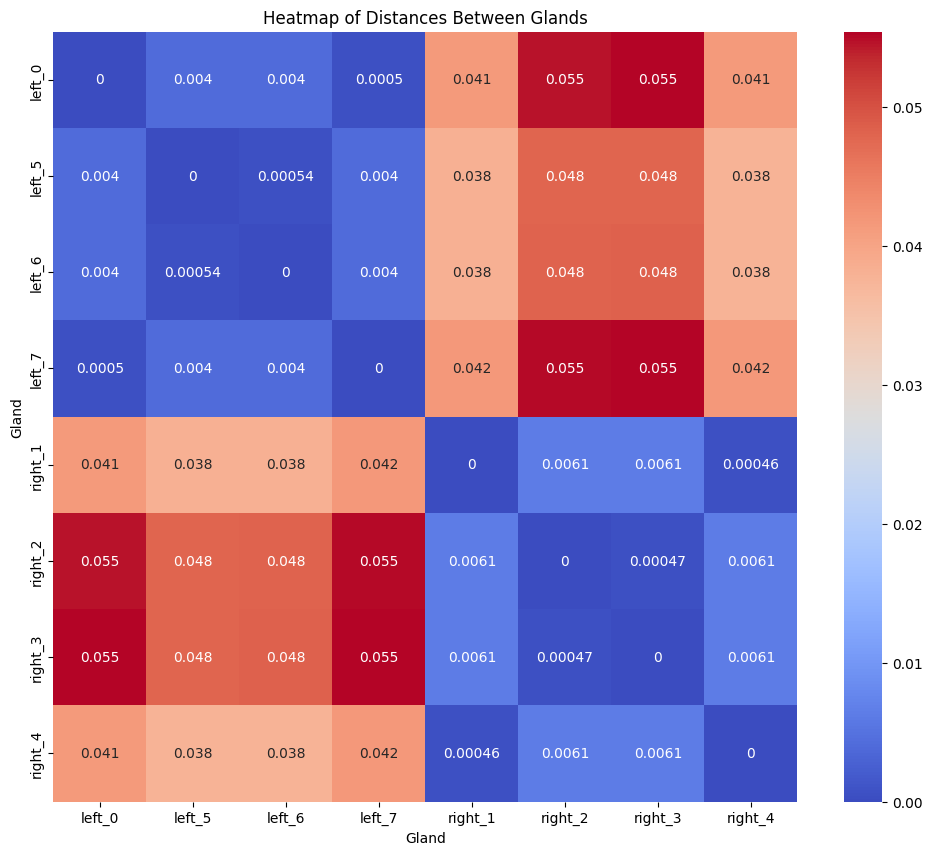 Heatmap of Distances Between Glands
left_0 0 0.004 0.004 0.0005 0.041 0.055 0.055 0.041
left_5 0.004 0 0.00054 0.004 0.038 0.048 0.048 0.038
left_6 0.004 0.00054 0 0.004 0.038 0.048 0.048 0.038
left_7 0.0005 0.004 0.004 0 0.042 0.055 0.055 0.042
right_1 0.041 0.038 0.038 0.042 0 0.0061 0.0061 0.00046
right_2 0.055 0.048 0.048 0.055 0.0061 0 0.00047 0.0061
right_3 0.055 0.048 0.048 0.055 0.0061 0.00047 0 0.0061
right_4 0.041 0.038 0.038 0.042 0.00046 0.0061 0.0061 0
left_0 left_5 left_6 left_7 right_1 right_2 right_3 right_4
Gland
Gland
0.05
0.04
0.03
0.02
0.01
0.00